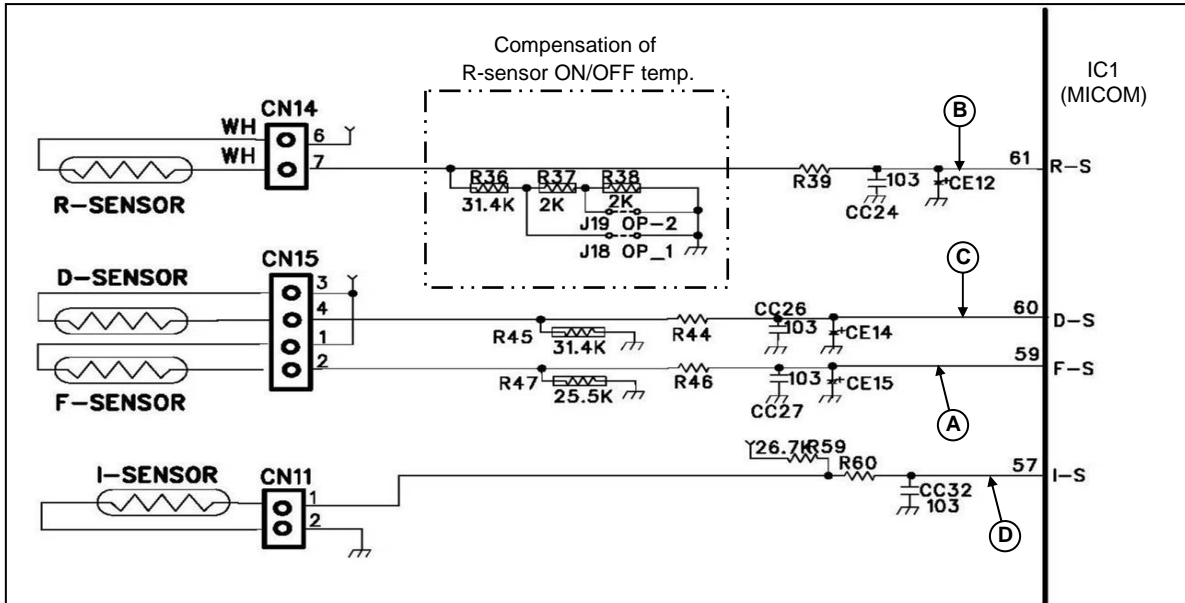 Compensation of
R-sensor ON/OFF temp.
IC1
(MICOM)
CN14
WH
6
WH
7
R-SENSOR
R36
R37
R38
31.4K
2K
2K
J19 OP-2
J18 OP_1
R39
103
CC24
CE12
B
61
R-S
D-SENSOR
CN15
3
4
1
2
F-SENSOR
R45
31.4K
R44
CC26
103
CE14
C
60
D-S
R47
25.5K
R46
103
CC27
CE15
A
59
F-S
I-SENSOR
CN11
1
2
26.7K
R59
R60
CC32
103
D
57
I-S